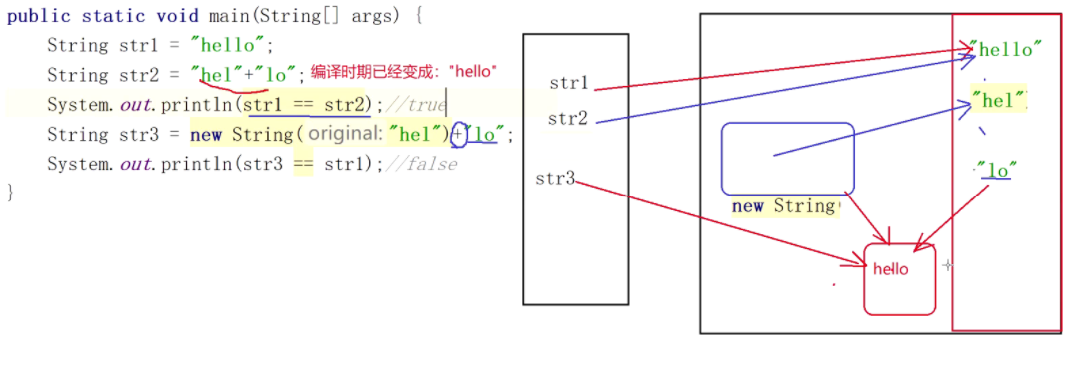 public static void main(String[] args) {
String str1 = "hello";
String str2 = "hel"+"lo"; 编译时期已经变成："hello"
System.out.println(str1 == str2);//true
String str3 = new String( original: "hel")+"lo";
System.out.println(str3 == str1);//false
}
str1
str2
str3
"hello"
"hel"
"lo"
new String
hello